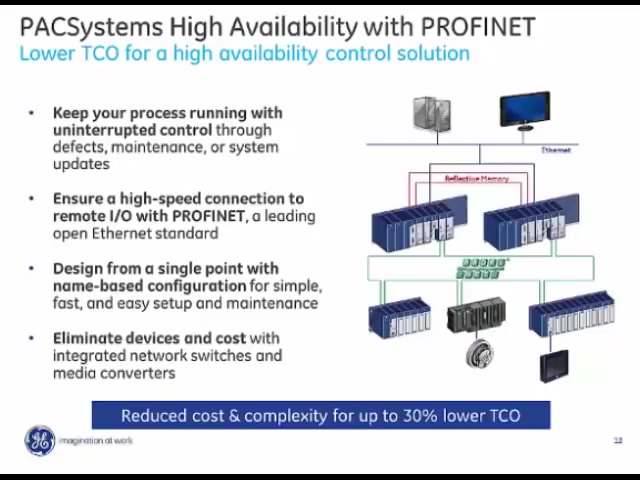 PACSystems High Availability with PROFINET
Lower TCO for a high availability control solution
• Keep your process running with
uninterrupted control through
defects, maintenance, or system
updates
• Ensure a high-speed connection to
remote I/O with PROFINET, a leading
open Ethernet standard
• Design from a single point with
name-based configuration for simple,
fast, and easy setup and maintenance
• Eliminate devices and cost with
integrated network switches and
media converters
Ethernet
Reflective Memory
Reduced cost & complexity for up to 30% lower TCO
imagination at work
12